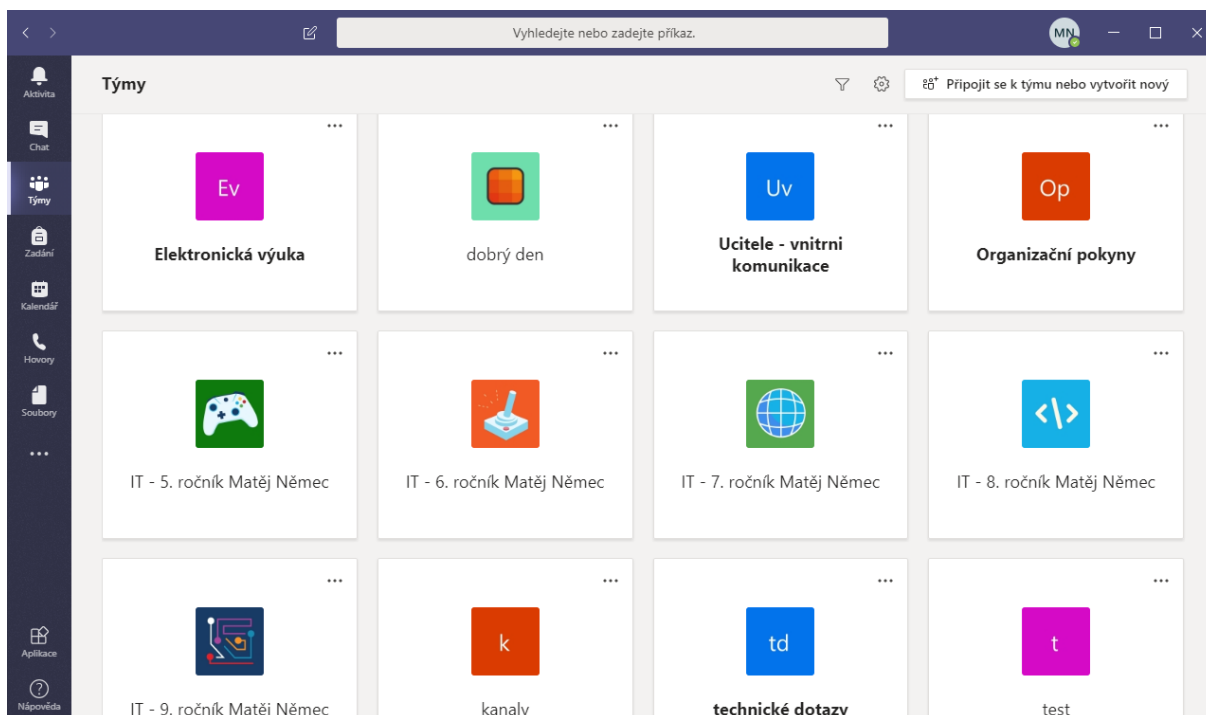 Vyhledejte nebo zadejte příkaz.
MN
Aktivita
Chat
Týmy
Zadání
Kalendář
Hovory
Soubory
Aplikace
Nápověda
Týmy
Připojit se k týmu nebo vytvořit nový
Ev
Elektronická výuka
dobrý den
Uv
Ucitele - vnitrni
komunikace
Op
Organizační pokyny
IT - 5. ročník Matěj Němec
IT - 6. ročník Matěj Němec
IT - 7. ročník Matěj Němec
IT - 8. ročník Matěj Němec
IT - 9. ročník Matěj Němec
k
kanaly
td
technické dotazy
t
test